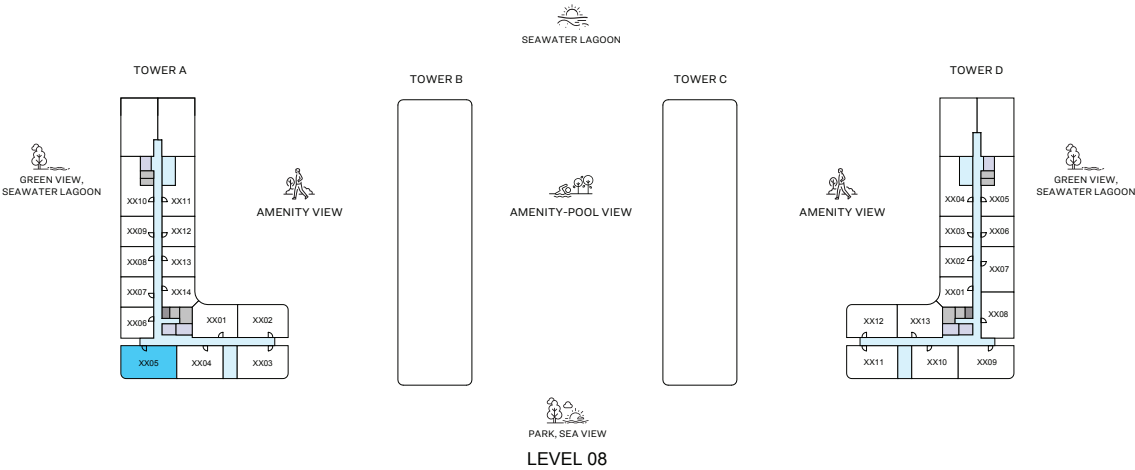 SEAWATER LAGOON
TOWER A
TOWER B
TOWER C
TOWER D
GREEN VIEW,
SEAWATER LAGOON
AMENITY VIEW
AMENITY-POOL VIEW
AMENITY VIEW
GREEN VIEW,
SEAWATER LAGOON
XX10 XX11
XX09 XX12
XX08 XX13
XX07 XX14
XX06 XX01 XX02
XX05 XX04 XX03
XX04 XX05
XX03 XX06
XX02 XX07
XX01
XX08
XX12 XX13
XX11 XX10 XX09
PARK, SEA VIEW
LEVEL 08